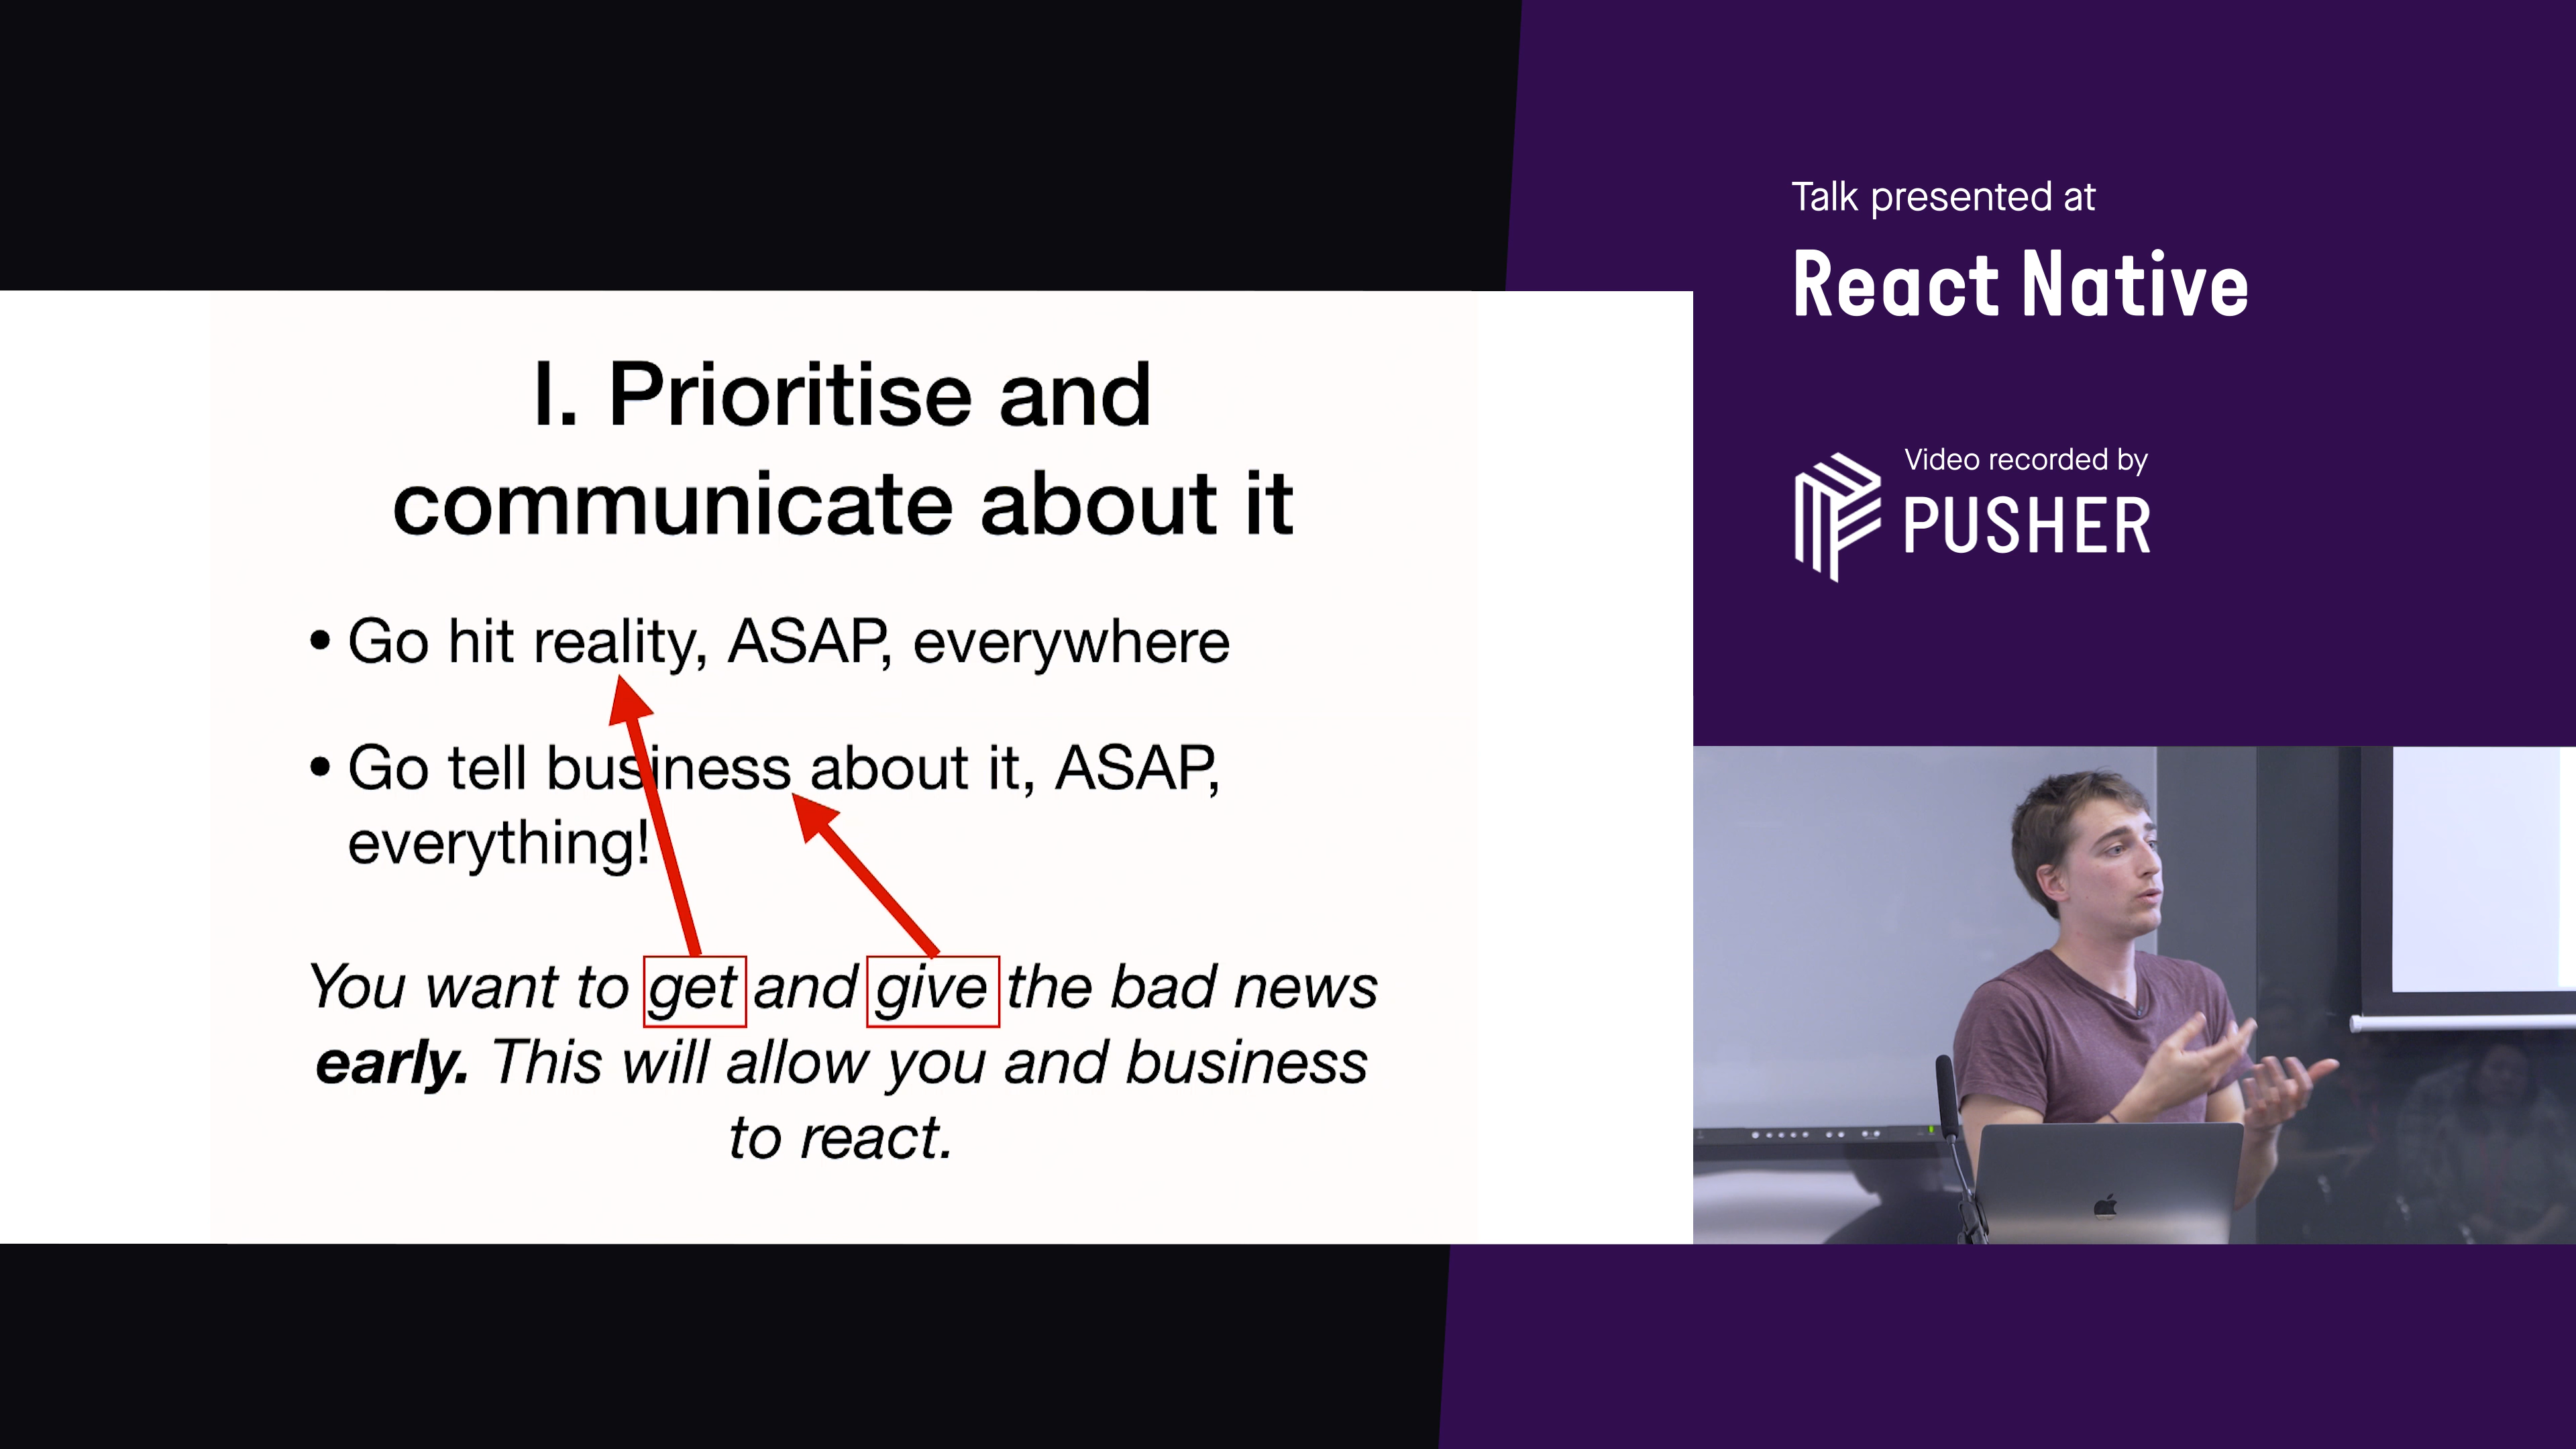 I. Prioritise and
communicate about it
• Go hit reality, ASAP, everywhere
• Go tell business about it, ASAP,
everything!
You want to get and give the bad news
early. This will allow you and business
to react.
Talk presented at
React Native
Video recorded by
PUSHER